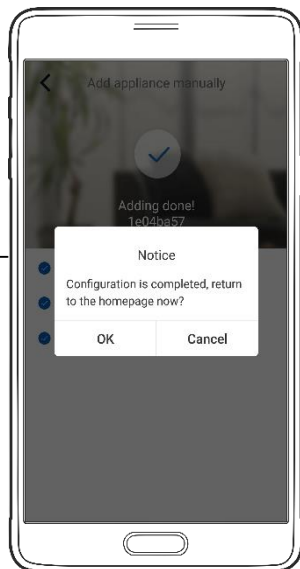 Add appliance manually
Adding done!
1e04ba57
Notice
Configuration is completed, return
to the homepage now?
OK
Cancel